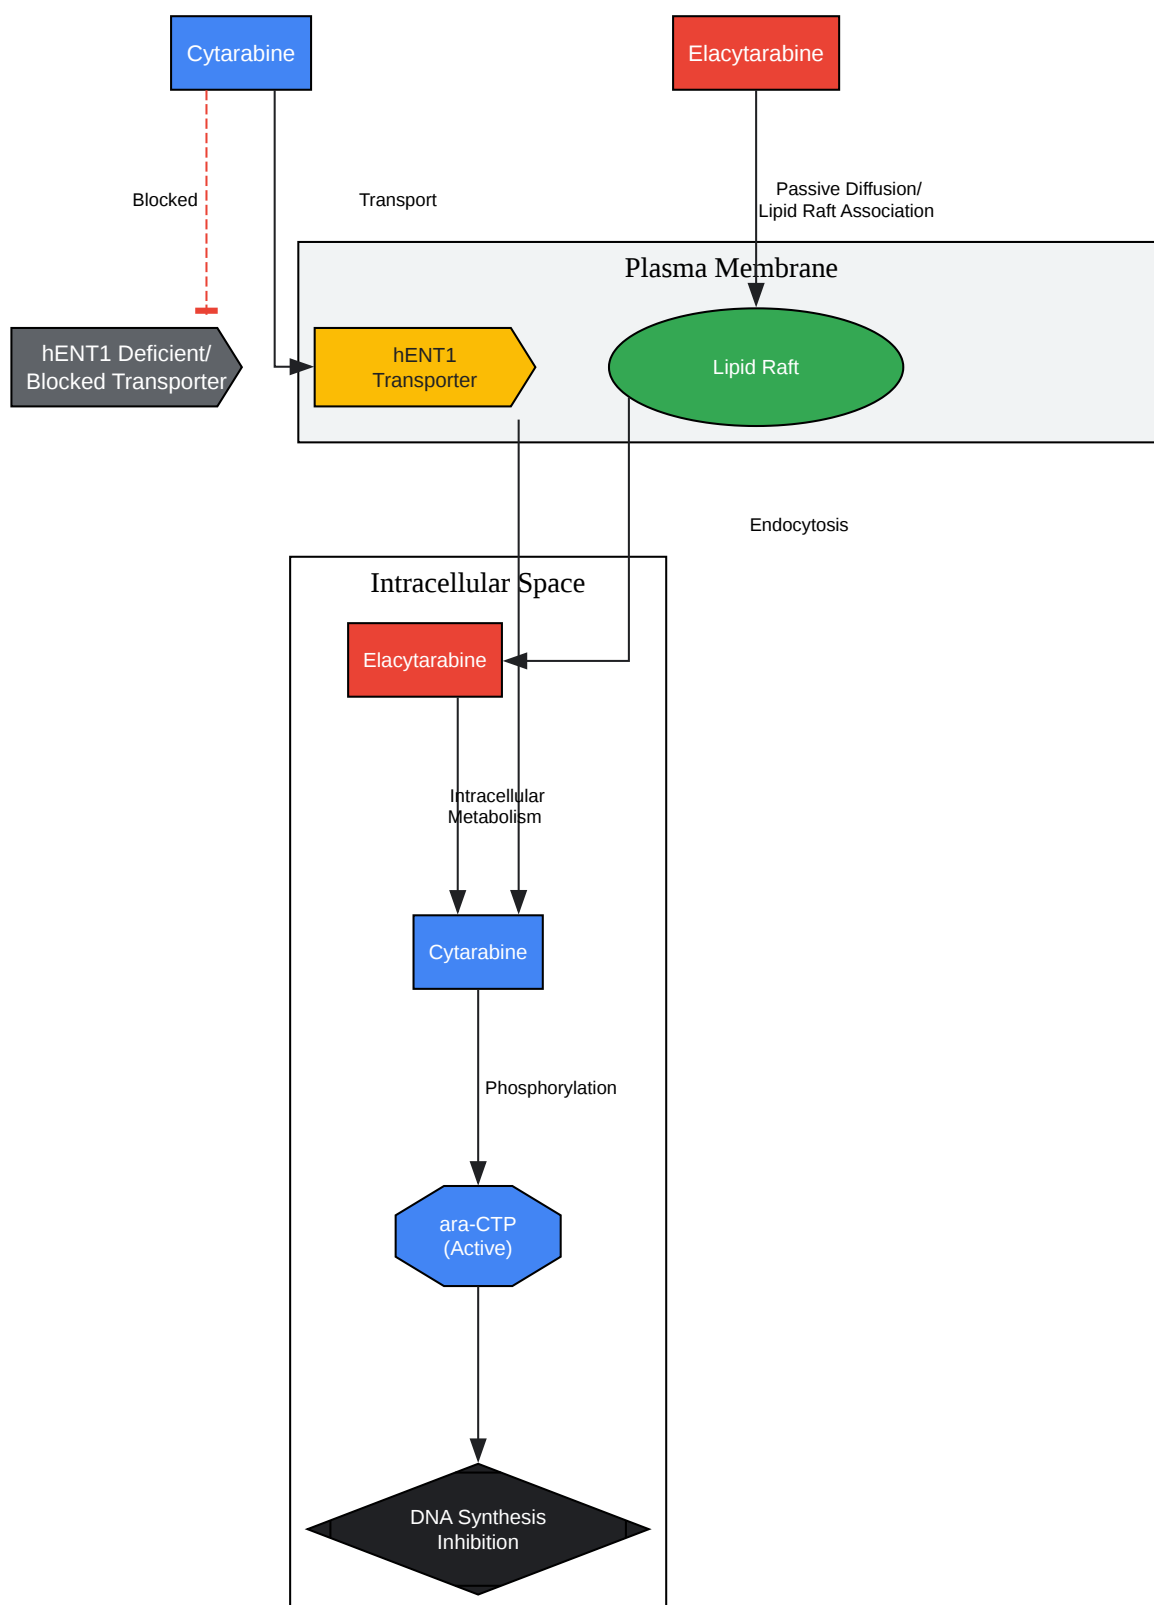 Cytarabine
Elacytarabine
Blocked
Transport
Passive Diffusion/
Lipid Raft Association
Plasma Membrane
hENT1 Deficient/
Blocked Transporter
hENT1
Transporter
Lipid Raft
Endocytosis
Intracellular Space
Elacytarabine
Intracellular
Metabolism
Cytarabine
Phosphorylation
ara-CTP
(Active)
DNA Synthesis
Inhibition